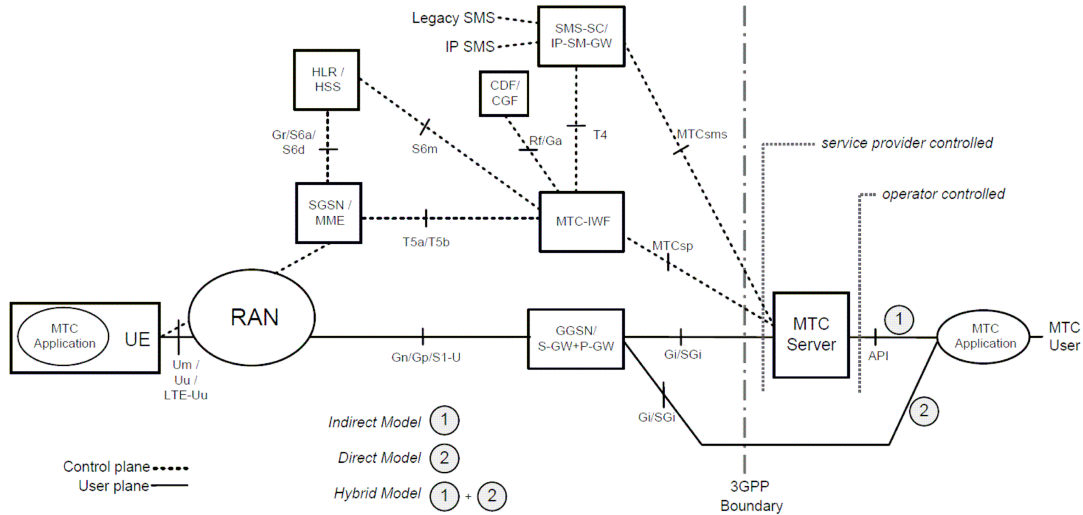 Legacy SMS
IP SMS
SMS-SC/
IP-SM-GW
HLR /
HSS
CDF/
CGF
Gr/S6a/
S6d
S6m
Rf/Ga
T4
MTCsms
service provider controlled
operator controlled
SGSN /
MME
T5a/T5b
MTC-IWF
MTCsp
MTC
Application
UE
RAN
Um /
Uu /
LTE-Uu
Gn/Gp/S1-U
GGSN/
S-GW+P-GW
Gi/SGi
Gi/SGi
MTC
Server
1
API
MTC
Application
MTC
User
2
Indirect Model 1
Direct Model 2
Hybrid Model 1 + 2
Control plane
User plane
3GPP
Boundary